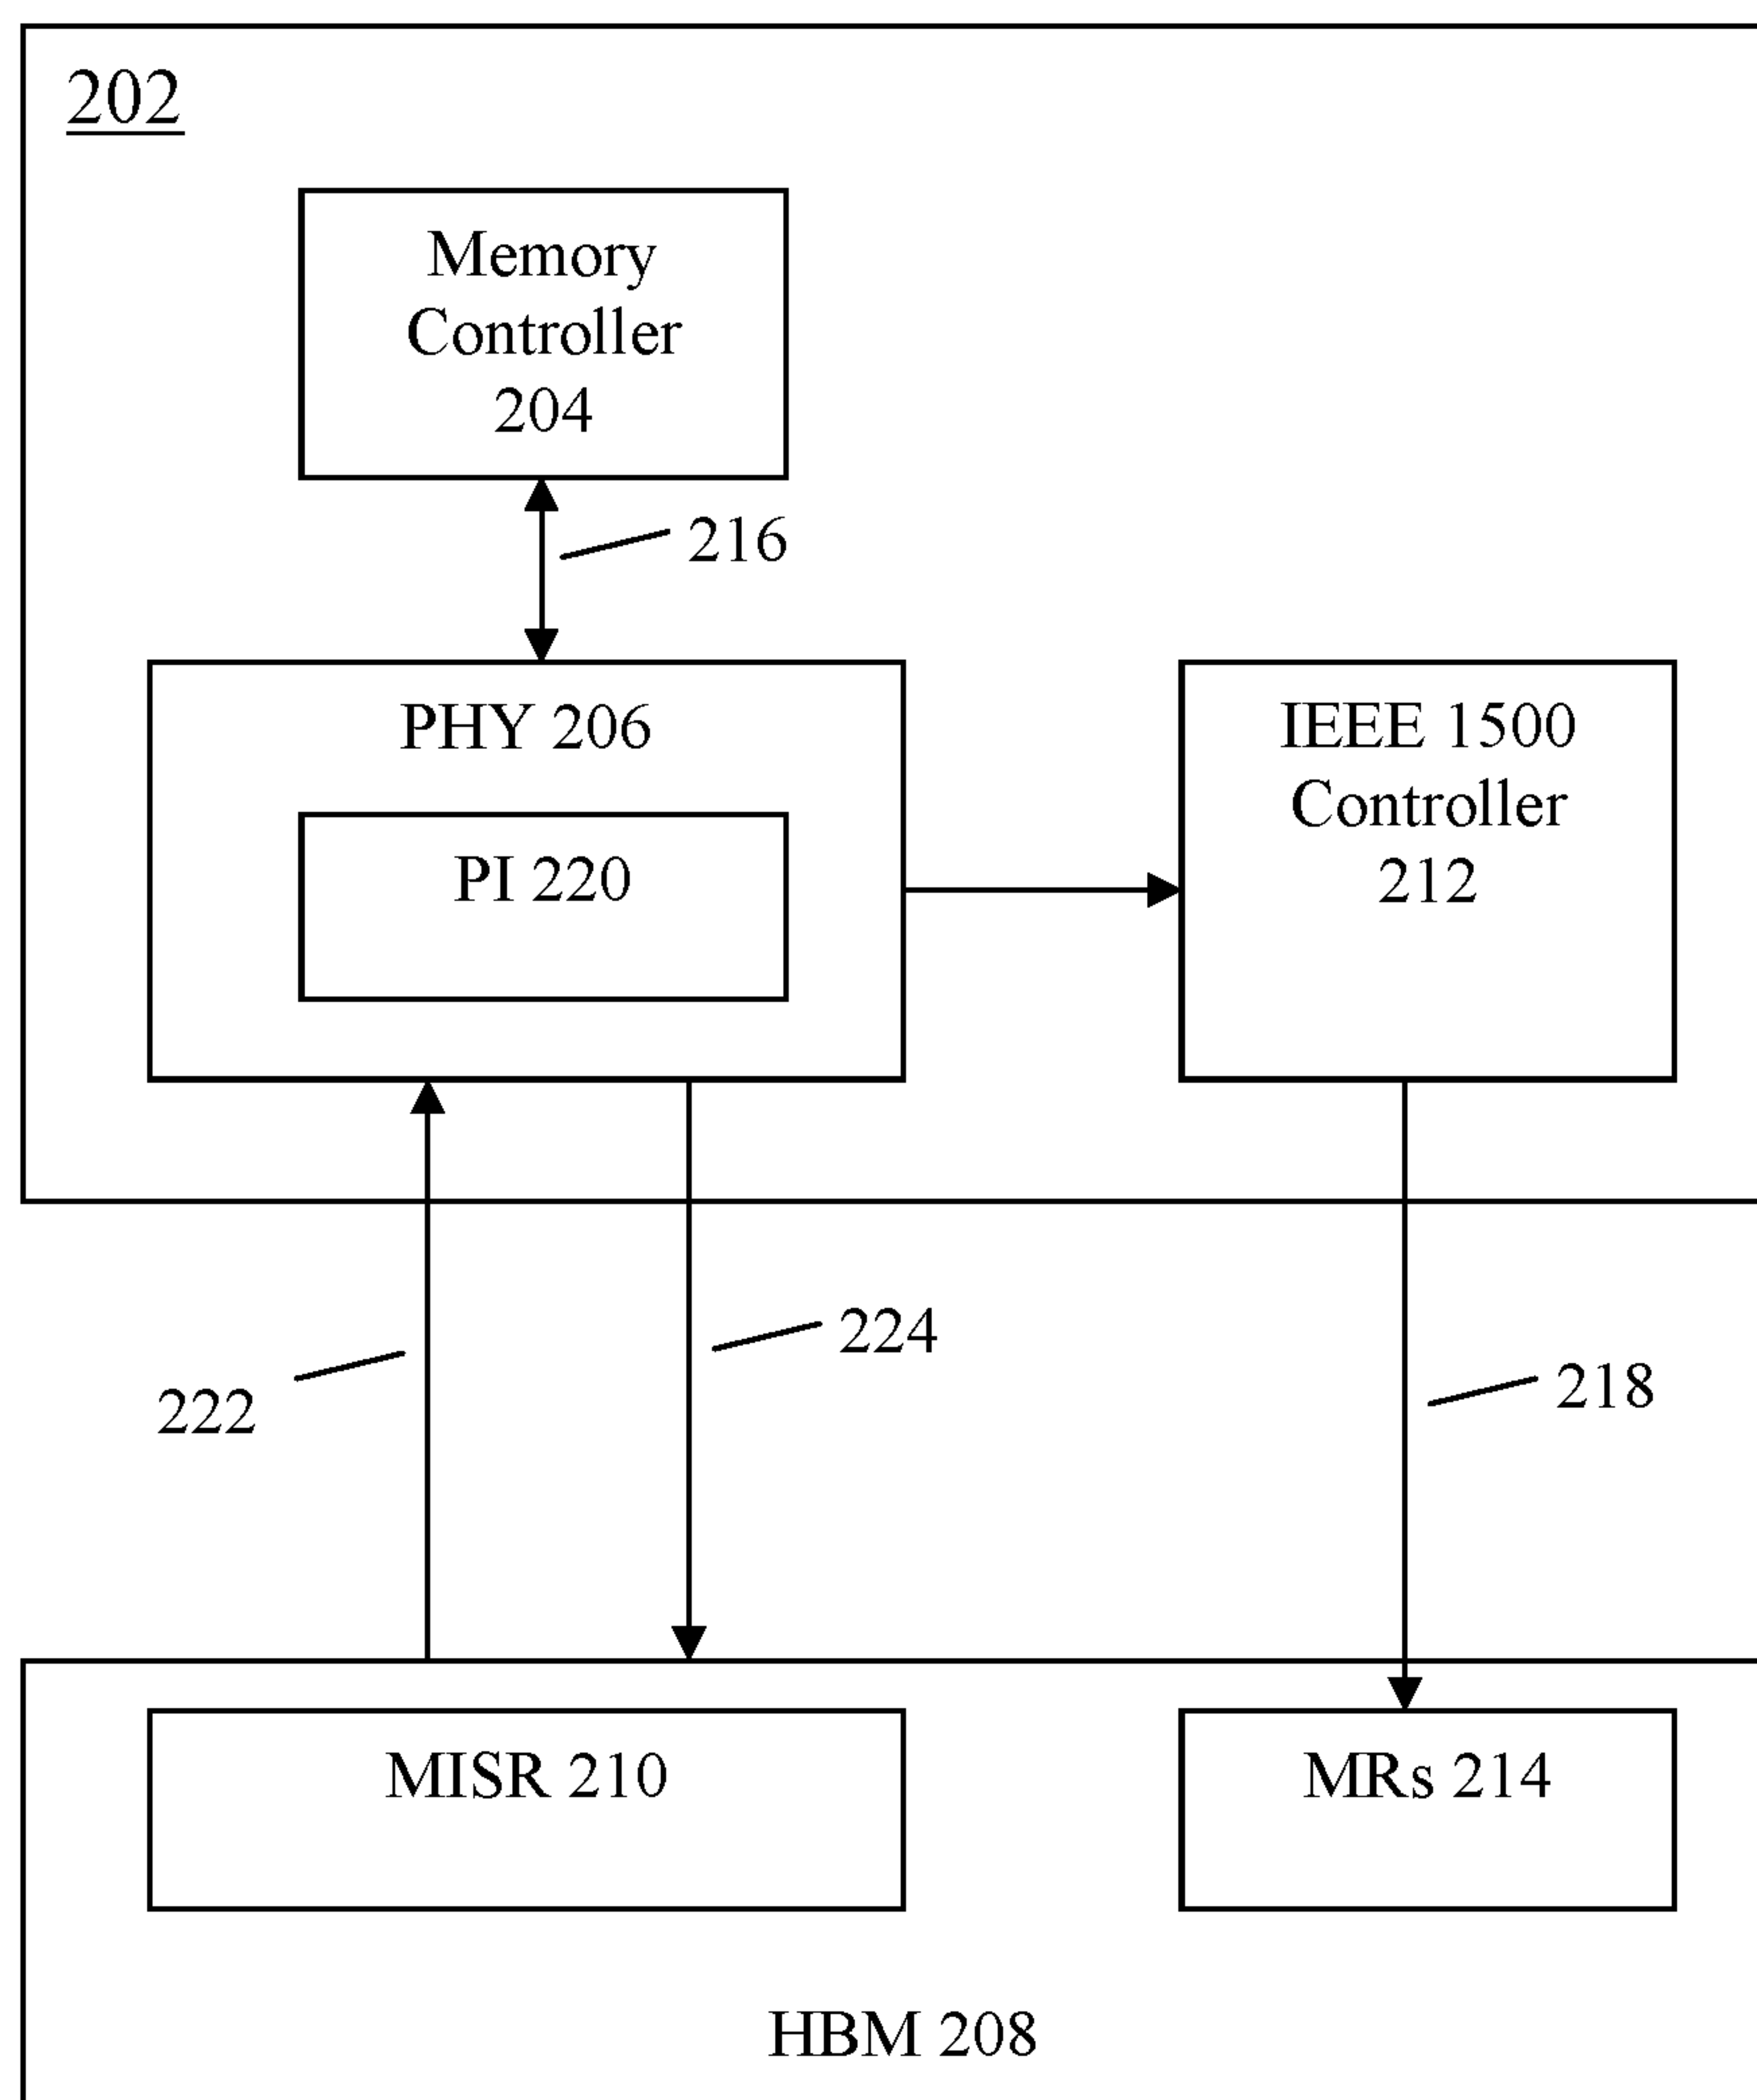 202
Memory
Controller
204
216
PHY 206
PI 220
IEEE 1500
Controller
212
222
224
218
MISR 210
MRs 214
HBM 208